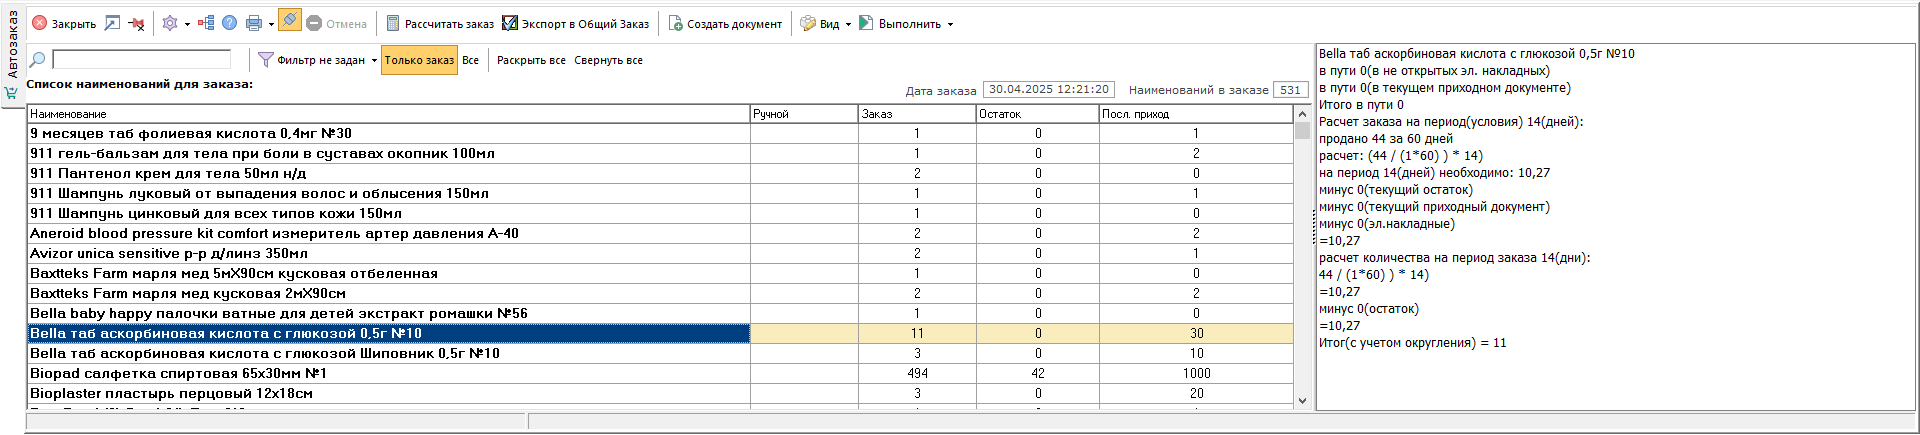 Автозаказ
Закрыть Отмена Рассчитать заказ Экспорт в Общий Заказ Создать документ Вид Выполнить
Фильтр не задан Только заказ Все Раскрыть все Свернуть все
Список наименований для заказа:
Дата заказа 30.04.2025 12:21:20 Наименований в заказе 531
Наименование Ручной Заказ Остаток Посл. приход
9 месяцев таб фолиевая кислота 0,4мг №30 1 0 1
911 гель-бальзам для тела при боли в суставах окопник 100мл 1 0 2
911 Пантенол крем для тела 50мл н/д 2 0 0
911 Шампунь луковый от выпадения волос и облысения 150мл 1 0 1
911 Шампунь цинковый для всех типов кожи 150мл 1 0 0
Aneroid blood pressure kit comfort измеритель артер давления А-40 2 0 2
Avizor unica sensitive р-р д/линз 350мл 2 0 1
Baxtteks Farm марля мед 5мХ90см кусковая отбеленная 1 0 0
Baxtteks Farm марля мед кусковая 2мХ90см 2 0 2
Bella baby happy палочки ватные для детей экстракт ромашки №56 1 0 0
Bella таб аскорбиновая кислота с глюкозой 0,5г №10 11 0 30
Bella таб аскорбиновая кислота с глюкозой Шиповник 0,5г №10 3 0 10
Biopad салфетка спиртовая 65х30мм №1 494 42 1000
Bioplaster пластырь перцовый 12х18см 3 0 20
Bella таб аскорбиновая кислота с глюкозой 0,5г №10
в пути 0(в не открытых эл. накладных)
в пути 0(в текущем приходном документе)
Итого в пути 0
Расчет заказа на период(условия) 14(дней):
продано 44 за 60 дней
расчет: (44 / (1*60) ) * 14)
на период 14(дней) необходимо: 10,27
минус 0(текущий остаток)
минус 0(текущий приходный документ)
минус 0(эл.накладные)
=10,27
расчет количества на период заказа 14(дни):
44 / (1*60) ) * 14)
=10,27
минус 0(остаток)
=10,27
Итог(с учетом округления) = 11